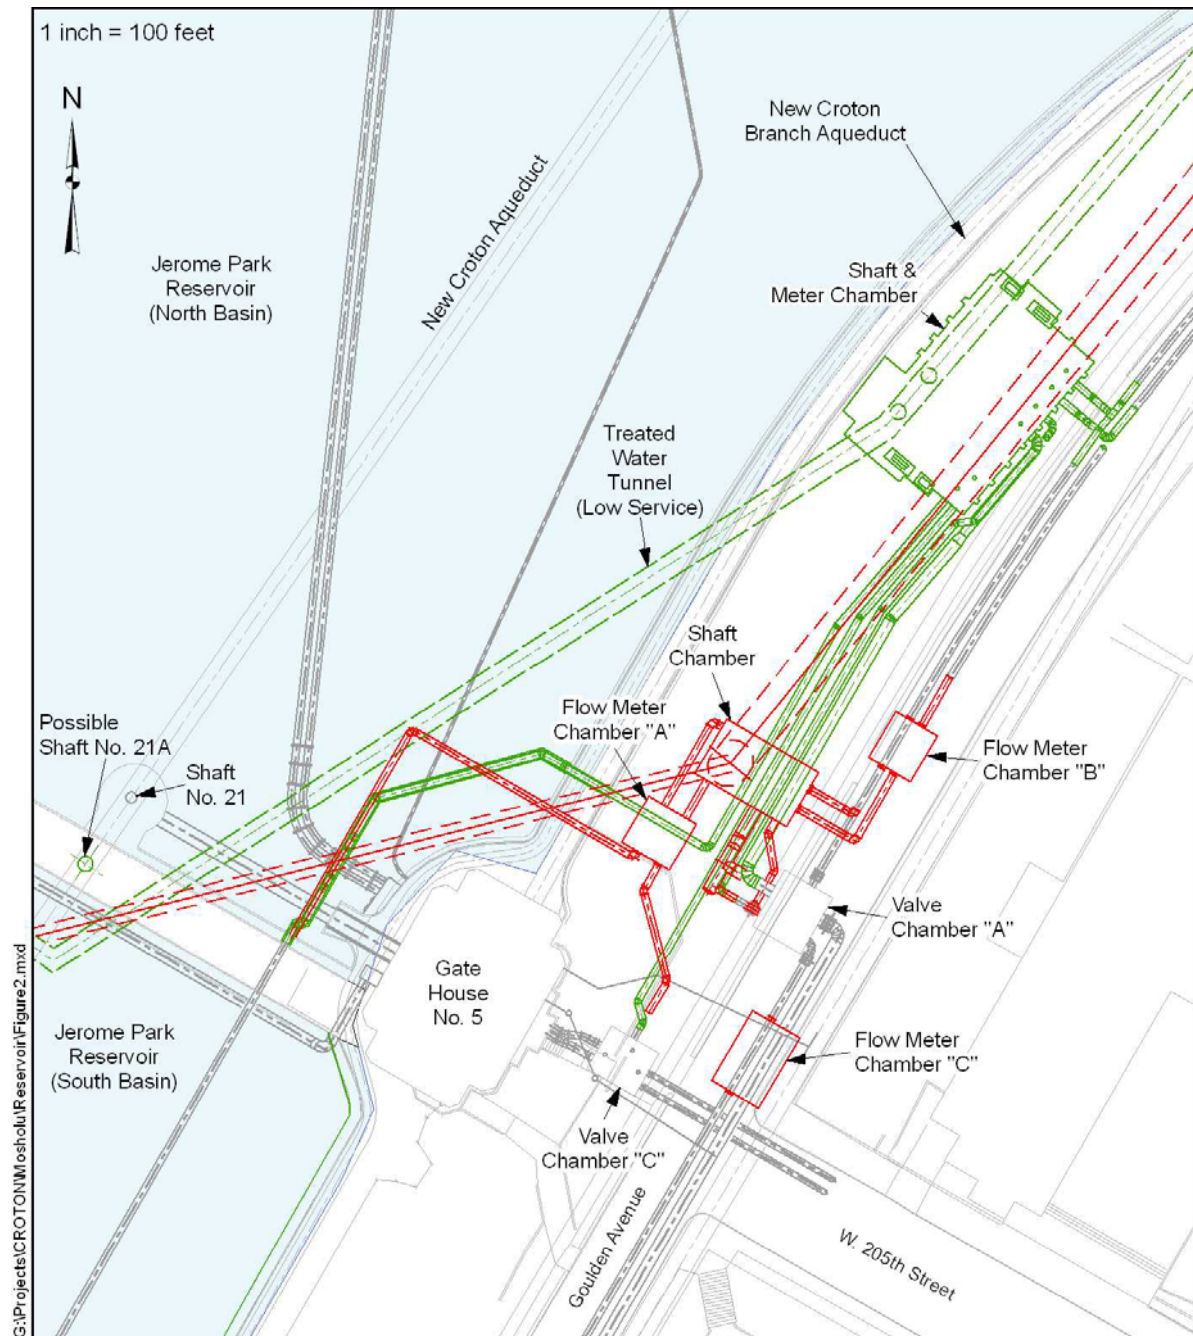 1 inch = 100 feet
N
New Croton
Branch Aqueduct
New Croton Aqueduct
Jerome Park
Reservoir
(North Basin)
Shaft &
Meter Chamber
Treated
Water
Tunnel
(Low Service)
Shaft
Chamber
Flow Meter
Chamber "A"
Possible
Shaft No. 21A
Shaft
No. 21
Flow Meter
Chamber "B"
Valve
Chamber "A"
Gate
House
No. 5
Jerome Park
Reservoir
(South Basin)
Flow Meter
Chamber "C"
Valve
Chamber "C"
Goulden Avenue
W. 205th Street
G:\Projects\CROTON\Mosholu\Reservoir\Figure2.mxd